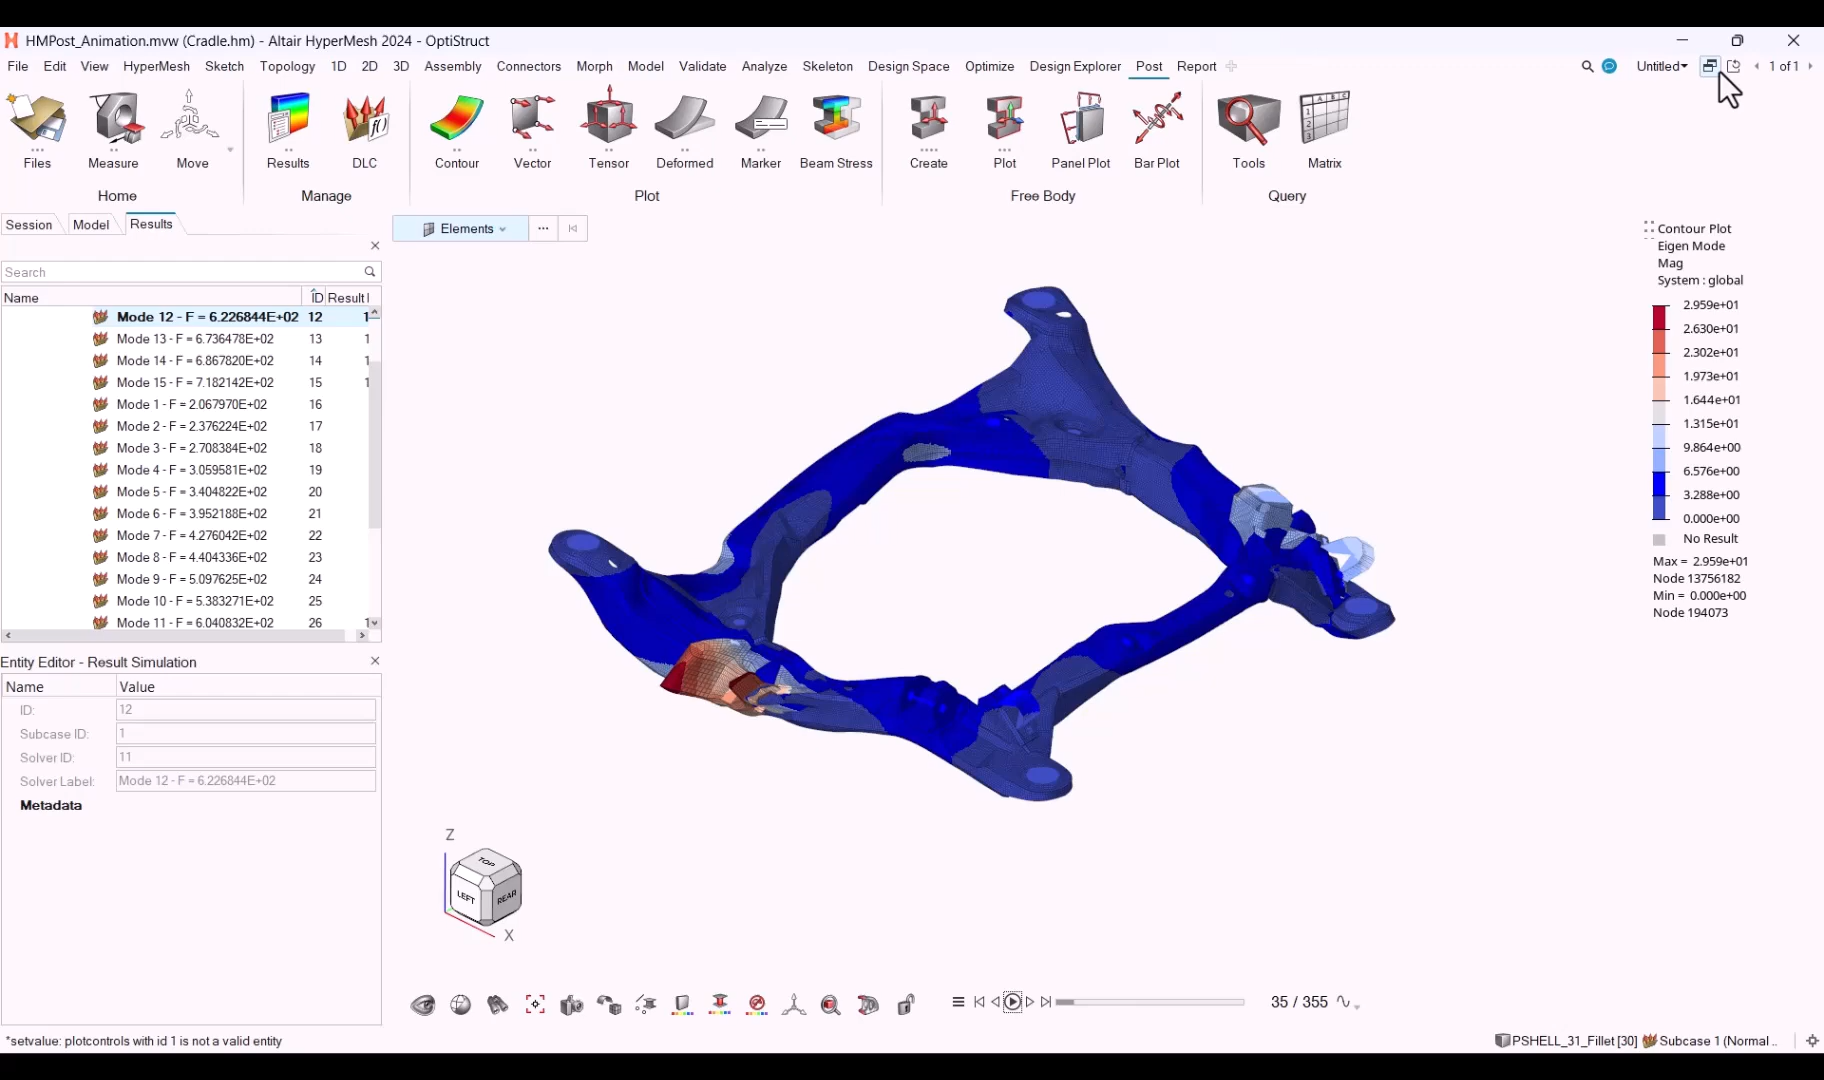 HMPost_Animation.mvw (Cradle.hm) - Altair HyperMesh 2024 - OptiStruct
File Edit View HyperMesh Sketch Topology 1D 2D 3D Assembly Connectors Morph Model Validate Analyze Skeleton Design Space Optimize Design Explorer Post Report Untitled 1 of 1
Files Measure Move Results DLC Contour Vector Tensor Deformed Marker Beam Stress Create Plot Panel Plot Bar Plot Tools Matrix
Home Manage Plot Free Body Query
Session Model Results
Elements
Search
Name ID Result I
Mode 12 - F = 6.226844E+02 12 1
Mode 13 - F = 6.736478E+02 13 1
Mode 14 - F = 6.867820E+02 14 1
Mode 15 - F = 7.182142E+02 15 1
Mode 1 - F = 2.067970E+02 16
Mode 2 - F = 2.376224E+02 17
Mode 3 - F = 2.708384E+02 18
Mode 4 - F = 3.059581E+02 19
Mode 5 - F = 3.404822E+02 20
Mode 6 - F = 3.952188E+02 21
Mode 7 - F = 4.276042E+02 22
Mode 8 - F = 4.404336E+02 23
Mode 9 - F = 5.097625E+02 24
Mode 10 - F = 5.383271E+02 25
Mode 11 - F = 6.040832E+02 26 1
Entity Editor - Result Simulation
Name Value
ID: 12
Subcase ID: 1
Solver ID: 11
Solver Label: Mode 12 - F = 6.226844E+02
Metadata
Contour Plot
Eigen Mode
Mag
System : global
2.959e+01
2.630e+01
2.302e+01
1.973e+01
1.644e+01
1.315e+01
9.864e+00
6.576e+00
3.288e+00
0.000e+00
No Result
Max = 2.959e+01
Node 13756182
Min = 0.000e+00
Node 194073
Z
TOP
LEFT REAR
X
35 / 355
*setvalue: plotcontrols with id 1 is not a valid entity
PSHELL_31_Fillet [30] Subcase 1 (Normal ..